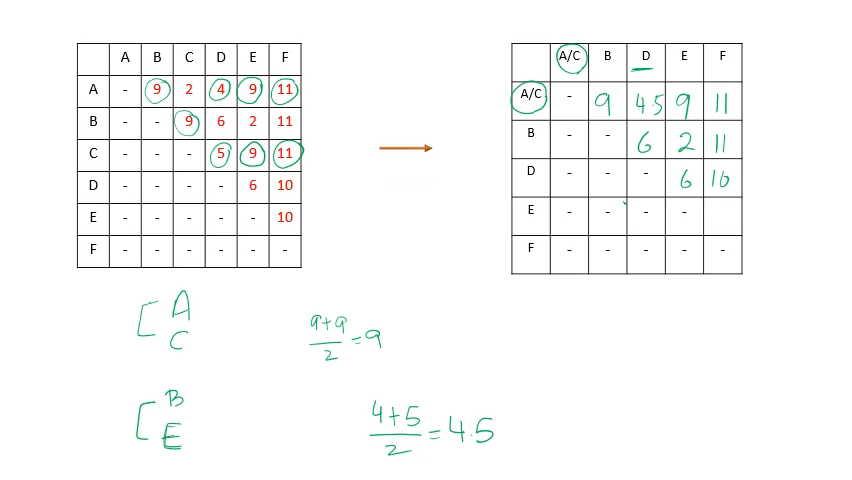 A B C D E F
A - 9 2 4 9 11
B - - 9 6 2 11
C - - - 5 9 11
D - - - - 6 10
E - - - - - 10
F - - - - - -
A/C B D E F
A/C - 9 4.5 9 11
B - - 6 2 11
D - - - 6 10
E - - - -
F - - - - -
[ A
C
9+9
2
=9
[ B
E
4+5
2
=4.5